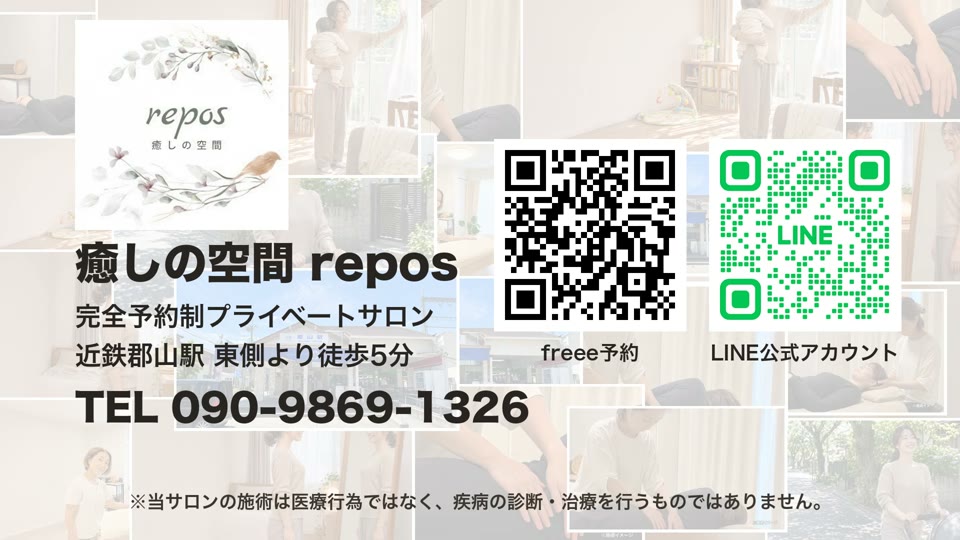 repos
癒しの空間
癒しの空間 repos
完全予約制プライベートサロン
近鉄郡山駅 東側より徒歩5分
TEL 090-9869-1326
LINE
freee予約
LINE公式アカウント
※当サロンの施術は医療行為ではなく、疾病の診断・治療を行うものではありません。